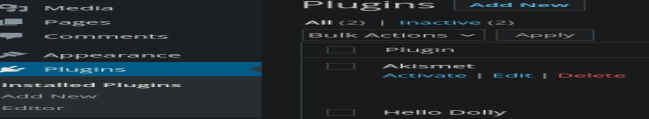 Media
Pages
Comments
Appearance
Plugins
Installed Plugins
Add New
Editor
Plugins Add New
All (2) | Inactive (2)
Bulk Actions Apply
Plugin
Akismet
Activate | Edit | Delete
Hello Dolly